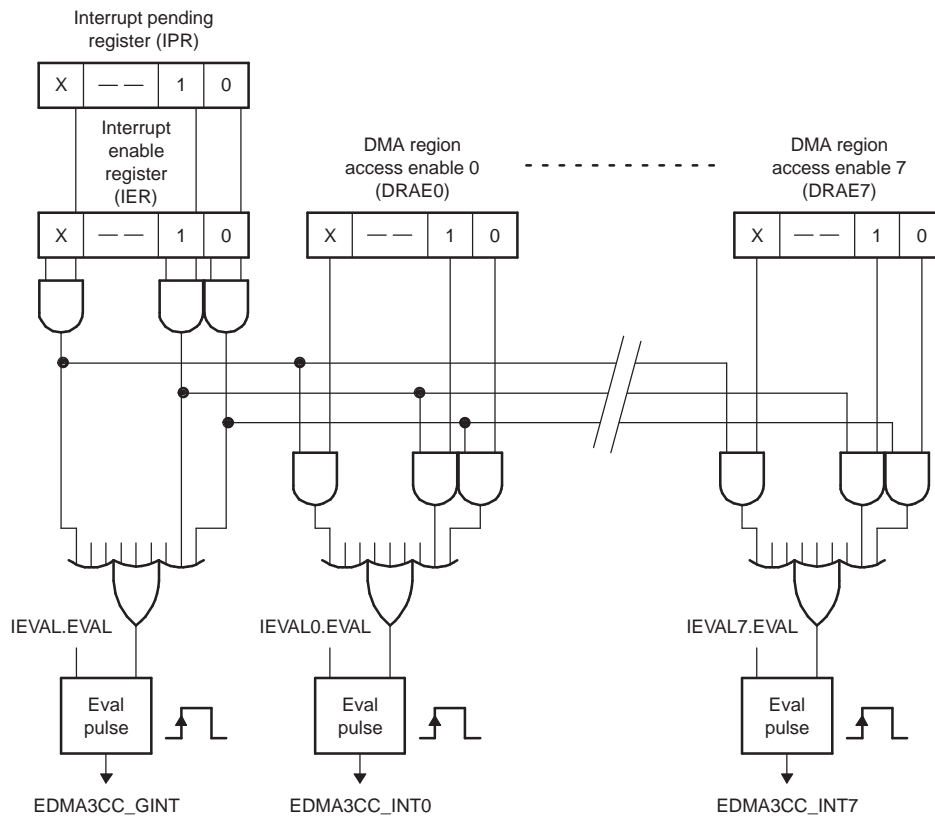 Interrupt pending
register (IPR)
X — — 1 0
Interrupt
enable
register
(IER)
X — — 1 0
DMA region
access enable 0
(DRAE0)
X — — 1 0
DMA region
access enable 7
(DRAE7)
X — — 1 0
IEVAL.EVAL
IEVAL0.EVAL
IEVAL7.EVAL
Eval
pulse
Eval
pulse
Eval
pulse
EDMA3CC_GINT
EDMA3CC_INT0
EDMA3CC_INT7